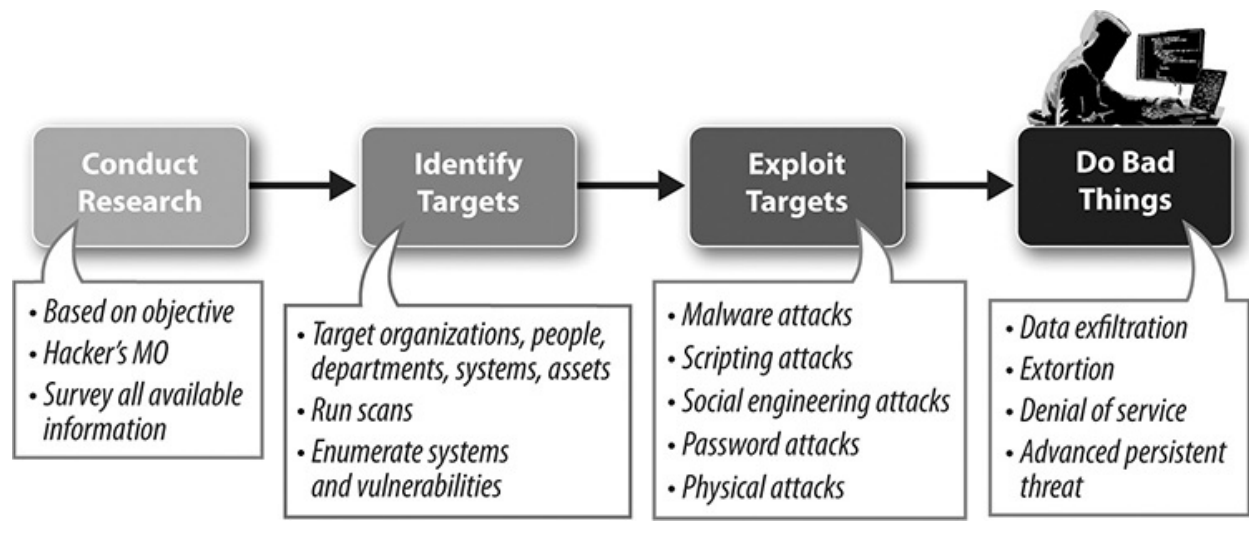 Conduct
Research
Identify
Targets
Exploit
Targets
Do Bad
Things
• Based on objective
• Hacker's MO
• Survey all available
information
• Target organizations, people,
departments, systems, assets
• Run scans
• Enumerate systems
and vulnerabilities
• Malware attacks
• Scripting attacks
• Social engineering attacks
• Password attacks
• Physical attacks
• Data exfiltration
• Extortion
• Denial of service
• Advanced persistent
threat